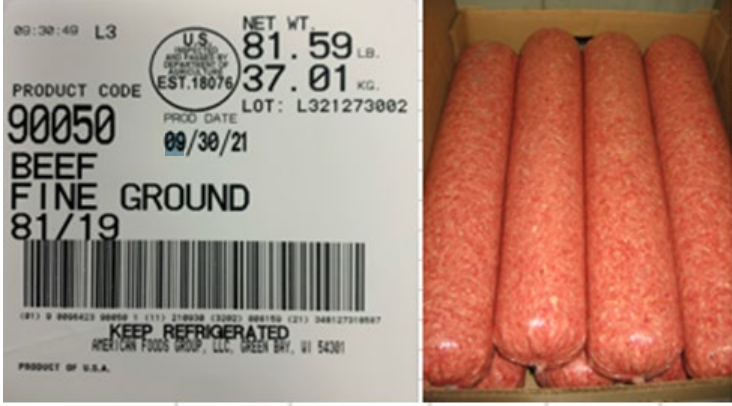 09:30:49 L3
U.S.
INSPECTED
AND PASSED BY
DEPARTMENT OF
AGRICULTURE
EST.18076
NET WT.
81.59 LB.
37.01 KG.
LOT: L321273002
PRODUCT CODE
90050
PROD DATE
09/30/21
BEEF
FINE GROUND
81/19
KEEP REFRIGERATED
AMERICAN FOODS GROUP, LLC, GREEN BAY, WI 54301
PRODUCT OF U.S.A.